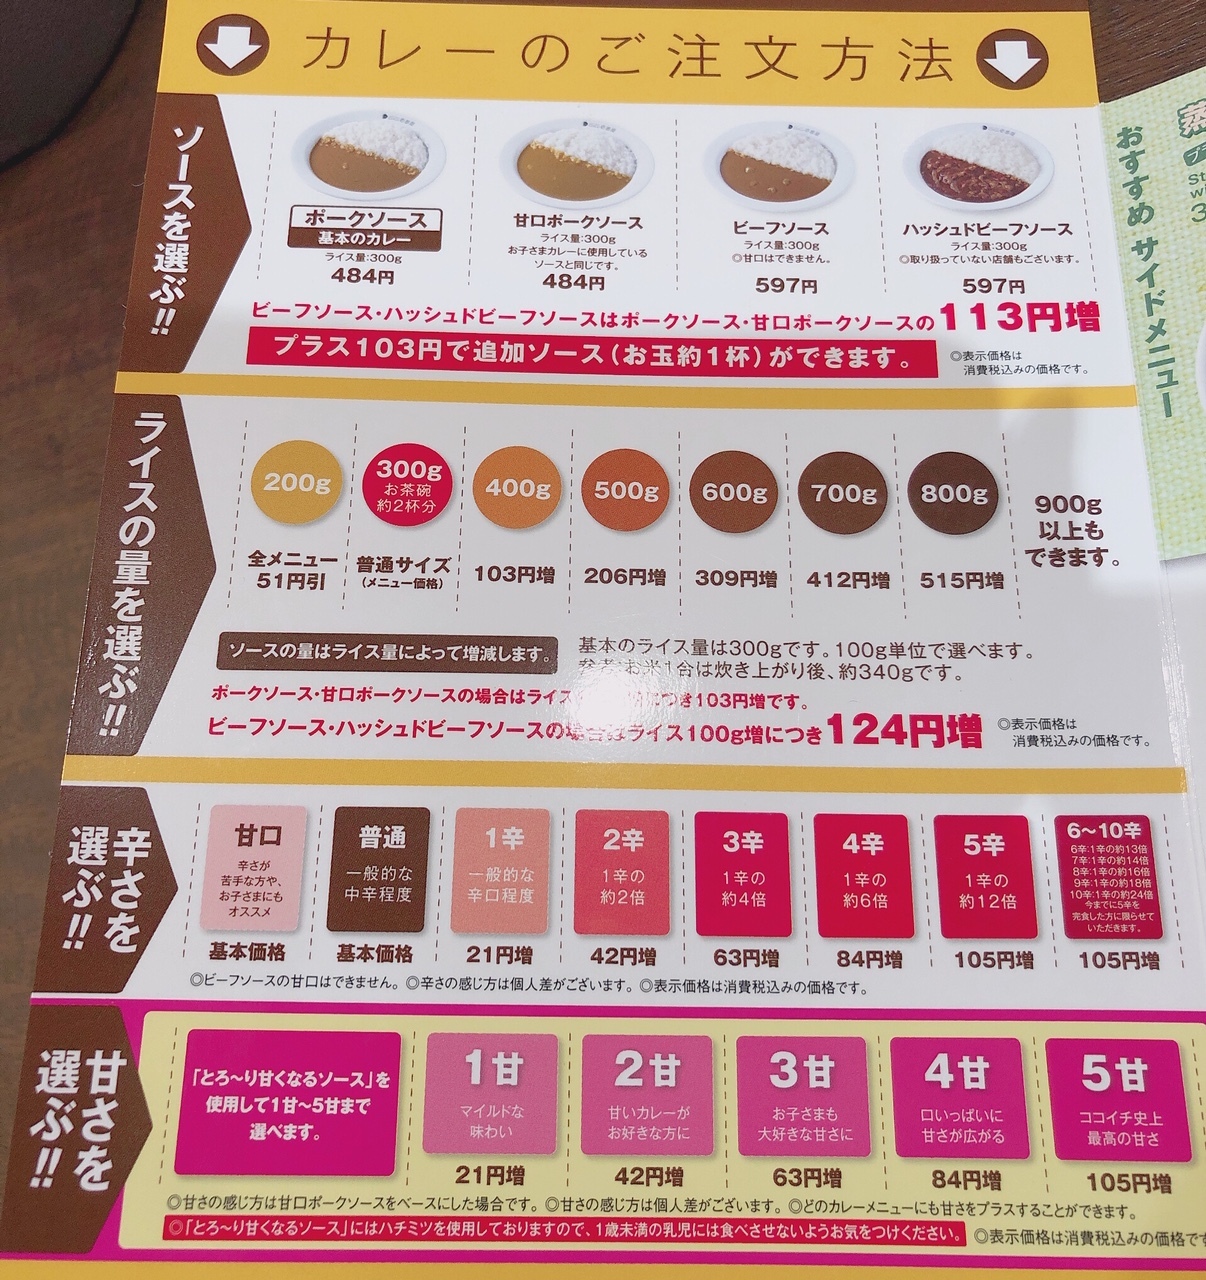 カレーのご注文方法
ソースを選ぶ!!
ポークソース
基本のカレー
ライス量:300g
484円
甘口ポークソース
ライス量:300g
お子さまカレーに使用している
ソースと同じです。
484円
ビーフソース
ライス量:300g
◎甘口はできません。
597円
ハッシュドビーフソース
ライス量:300g
◎取り扱っていない店舗もございます。
597円
ビーフソース・ハッシュドビーフソースはポークソース・甘口ポークソースの113円増
プラス103円で追加ソース(お玉約1杯)ができます。
◎表示価格は
消費税込みの価格です。
ライスの量を選ぶ!!
200g
全メニュー
51円引
300g
お茶碗
約2杯分
普通サイズ
(メニュー価格)
400g
103円増
500g
206円増
600g
309円増
700g
412円増
800g
515円増
900g
以上も
できます。
ソースの量はライス量によって増減します。
基本のライス量は300gです。100g単位で選べます。
参考:お米1合は炊き上がり後、約340gです。
ポークソース・甘口ポークソースの場合はライス につき103円増です。
ビーフソース・ハッシュドビーフソースの場合はライス100g増につき124円増
◎表示価格は
消費税込みの価格です。
辛さを
選ぶ!!
甘口
辛さが
苦手な方や、
お子さまにも
オススメ
基本価格
普通
一般的な
中辛程度
基本価格
1辛
一般的な
辛口程度
21円増
2辛
1辛の
約2倍
42円増
3辛
1辛の
約4倍
63円増
4辛
1辛の
約6倍
84円増
5辛
1辛の
約12倍
105円増
6〜10辛
6辛:1辛の約13倍
7辛:1辛の約14倍
8辛:1辛の約16倍
9辛:1辛の約18倍
10辛:1辛の約24倍
今までに5辛を
完食した方に限らせて
いただきます。
105円増
◎ビーフソースの甘口はできません。◎辛さの感じ方は個人差がございます。◎表示価格は消費税込みの価格です。
甘さを
選ぶ!!
「とろ〜り甘くなるソース」を
使用して1甘〜5甘まで
選べます。
1甘
マイルドな
味わい
21円増
2甘
甘いカレーが
お好きな方に
42円増
3甘
お子さまも
大好きな甘さに
63円増
4甘
口いっぱいに
甘さが広がる
84円増
5甘
ココイチ史上
最高の甘さ
105円増
◎甘さの感じ方は甘口ポークソースをベースにした場合です。◎甘さの感じ方は個人差がございます。◎どのカレーメニューにも甘さをプラスすることができます。
◎「とろ〜り甘くなるソース」にはハチミツを使用しておりますので、1歳未満の乳児には食べさせないようお気をつけください。
◎表示価格は消費税込みの価格で
おすすめ サイドメニュー